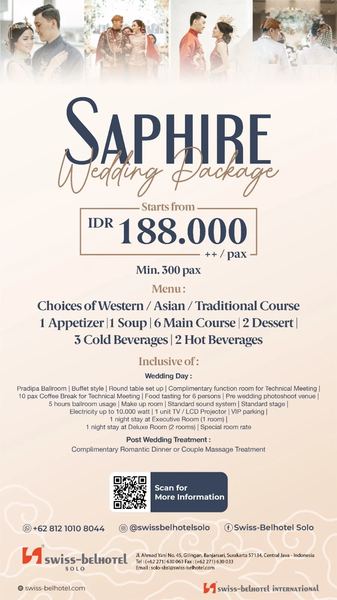 SAPHIRE
Wedding Package
Starts from
IDR 188.000
++ / pax
Min. 300 pax
Menu :
Choices of Western / Asian / Traditional Course
1 Appetizer | 1 Soup | 6 Main Course | 2 Dessert |
3 Cold Beverages | 2 Hot Beverages
Inclusive of :
Wedding Day :
Pradipa Ballroom | Buffet style | Round table set up | Complimentary function room for Technical Meeting |
10 pax Coffee Break for Technical Meeting | Food tasting for 6 persons | Pre wedding photoshoot venue |
5 hours ballroom usage | Make up room | Standard sound system | Standard stage |
Electricity up to 10.000 watt | 1 unit TV / LCD Projector | VIP parking |
1 night stay at Executive Room (1 room) |
1 night stay at Deluxe Room (2 rooms) | Special room rate
Post Wedding Treatment :
Complimentary Romantic Dinner or Couple Massage Treatment
Scan for
More Information
+62 812 1010 8044
@swissbelhotelsolo
Swiss-Belhotel Solo
swiss-belhotel
SOLO
Jl. Ahmad Yani No. 45, Gilingan, Banjarsari, Surakarta 57134, Central Java - Indonesia
swiss-belhotel.com
swiss-belhotel INTERNATIONAL